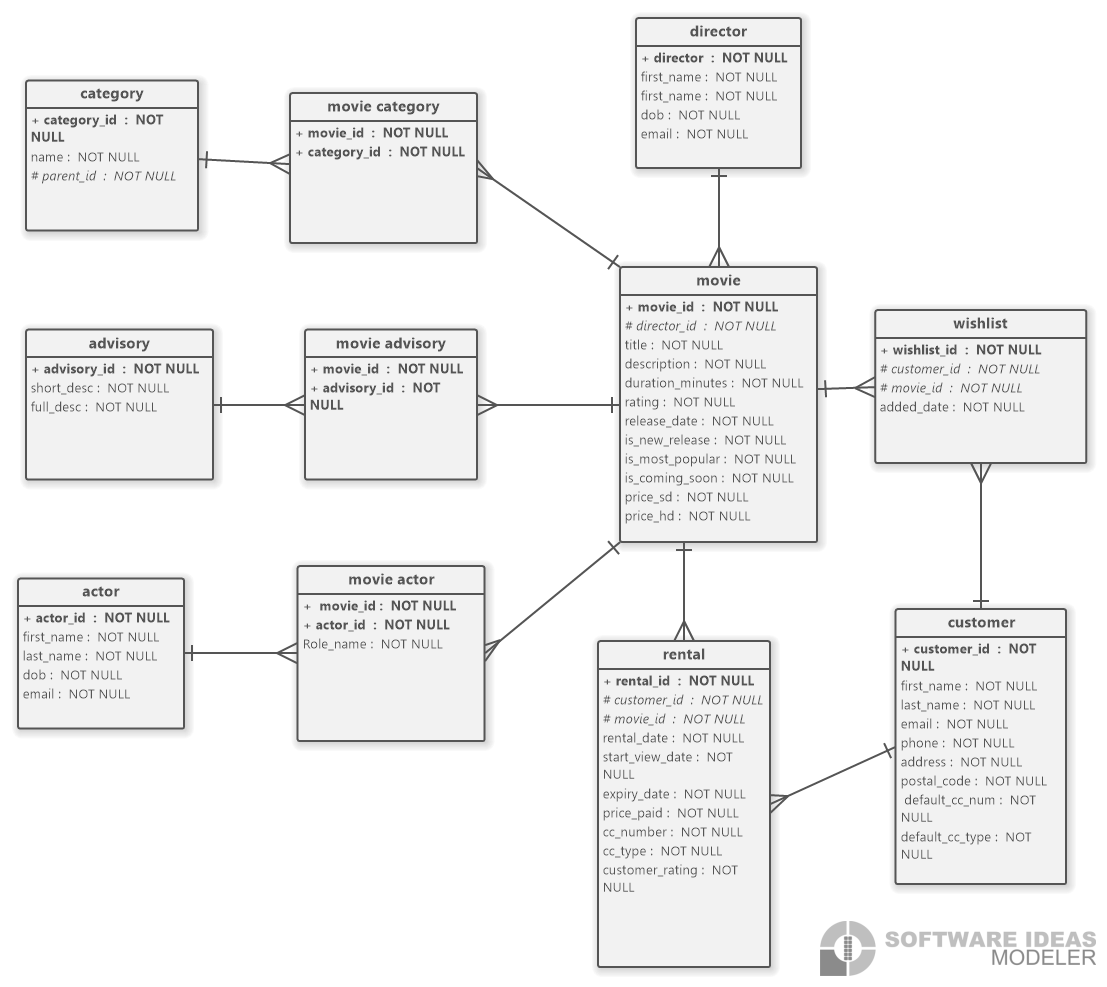 director
+ director : NOT NULL
first_name : NOT NULL
first_name : NOT NULL
dob : NOT NULL
email : NOT NULL
category
+ category_id : NOT
NULL
name : NOT NULL
# parent_id : NOT NULL
movie category
+ movie_id : NOT NULL
+ category_id : NOT NULL
movie
+ movie_id : NOT NULL
# director_id : NOT NULL
title : NOT NULL
description : NOT NULL
duration_minutes : NOT NULL
rating : NOT NULL
release_date : NOT NULL
is_new_release : NOT NULL
is_most_popular : NOT NULL
is_coming_soon : NOT NULL
price_sd : NOT NULL
price_hd : NOT NULL
wishlist
+ wishlist_id : NOT NULL
# customer_id : NOT NULL
# movie_id : NOT NULL
added_date : NOT NULL
advisory
+ advisory_id : NOT NULL
short_desc : NOT NULL
full_desc : NOT NULL
movie advisory
+ movie_id : NOT NULL
+ advisory_id : NOT
NULL
actor
+ actor_id : NOT NULL
first_name : NOT NULL
last_name : NOT NULL
dob : NOT NULL
email : NOT NULL
movie actor
+ movie_id : NOT NULL
+ actor_id : NOT NULL
Role_name : NOT NULL
rental
+ rental_id : NOT NULL
# customer_id : NOT NULL
# movie_id : NOT NULL
rental_date : NOT NULL
start_view_date : NOT
NULL
expiry_date : NOT NULL
price_paid : NOT NULL
cc_number : NOT NULL
cc_type : NOT NULL
customer_rating : NOT
NULL
customer
+ customer_id : NOT
NULL
first_name : NOT NULL
last_name : NOT NULL
email : NOT NULL
phone : NOT NULL
address : NOT NULL
postal_code : NOT NULL
default_cc_num : NOT
NULL
default_cc_type : NOT
NULL
SOFTWARE IDEAS
MODELER